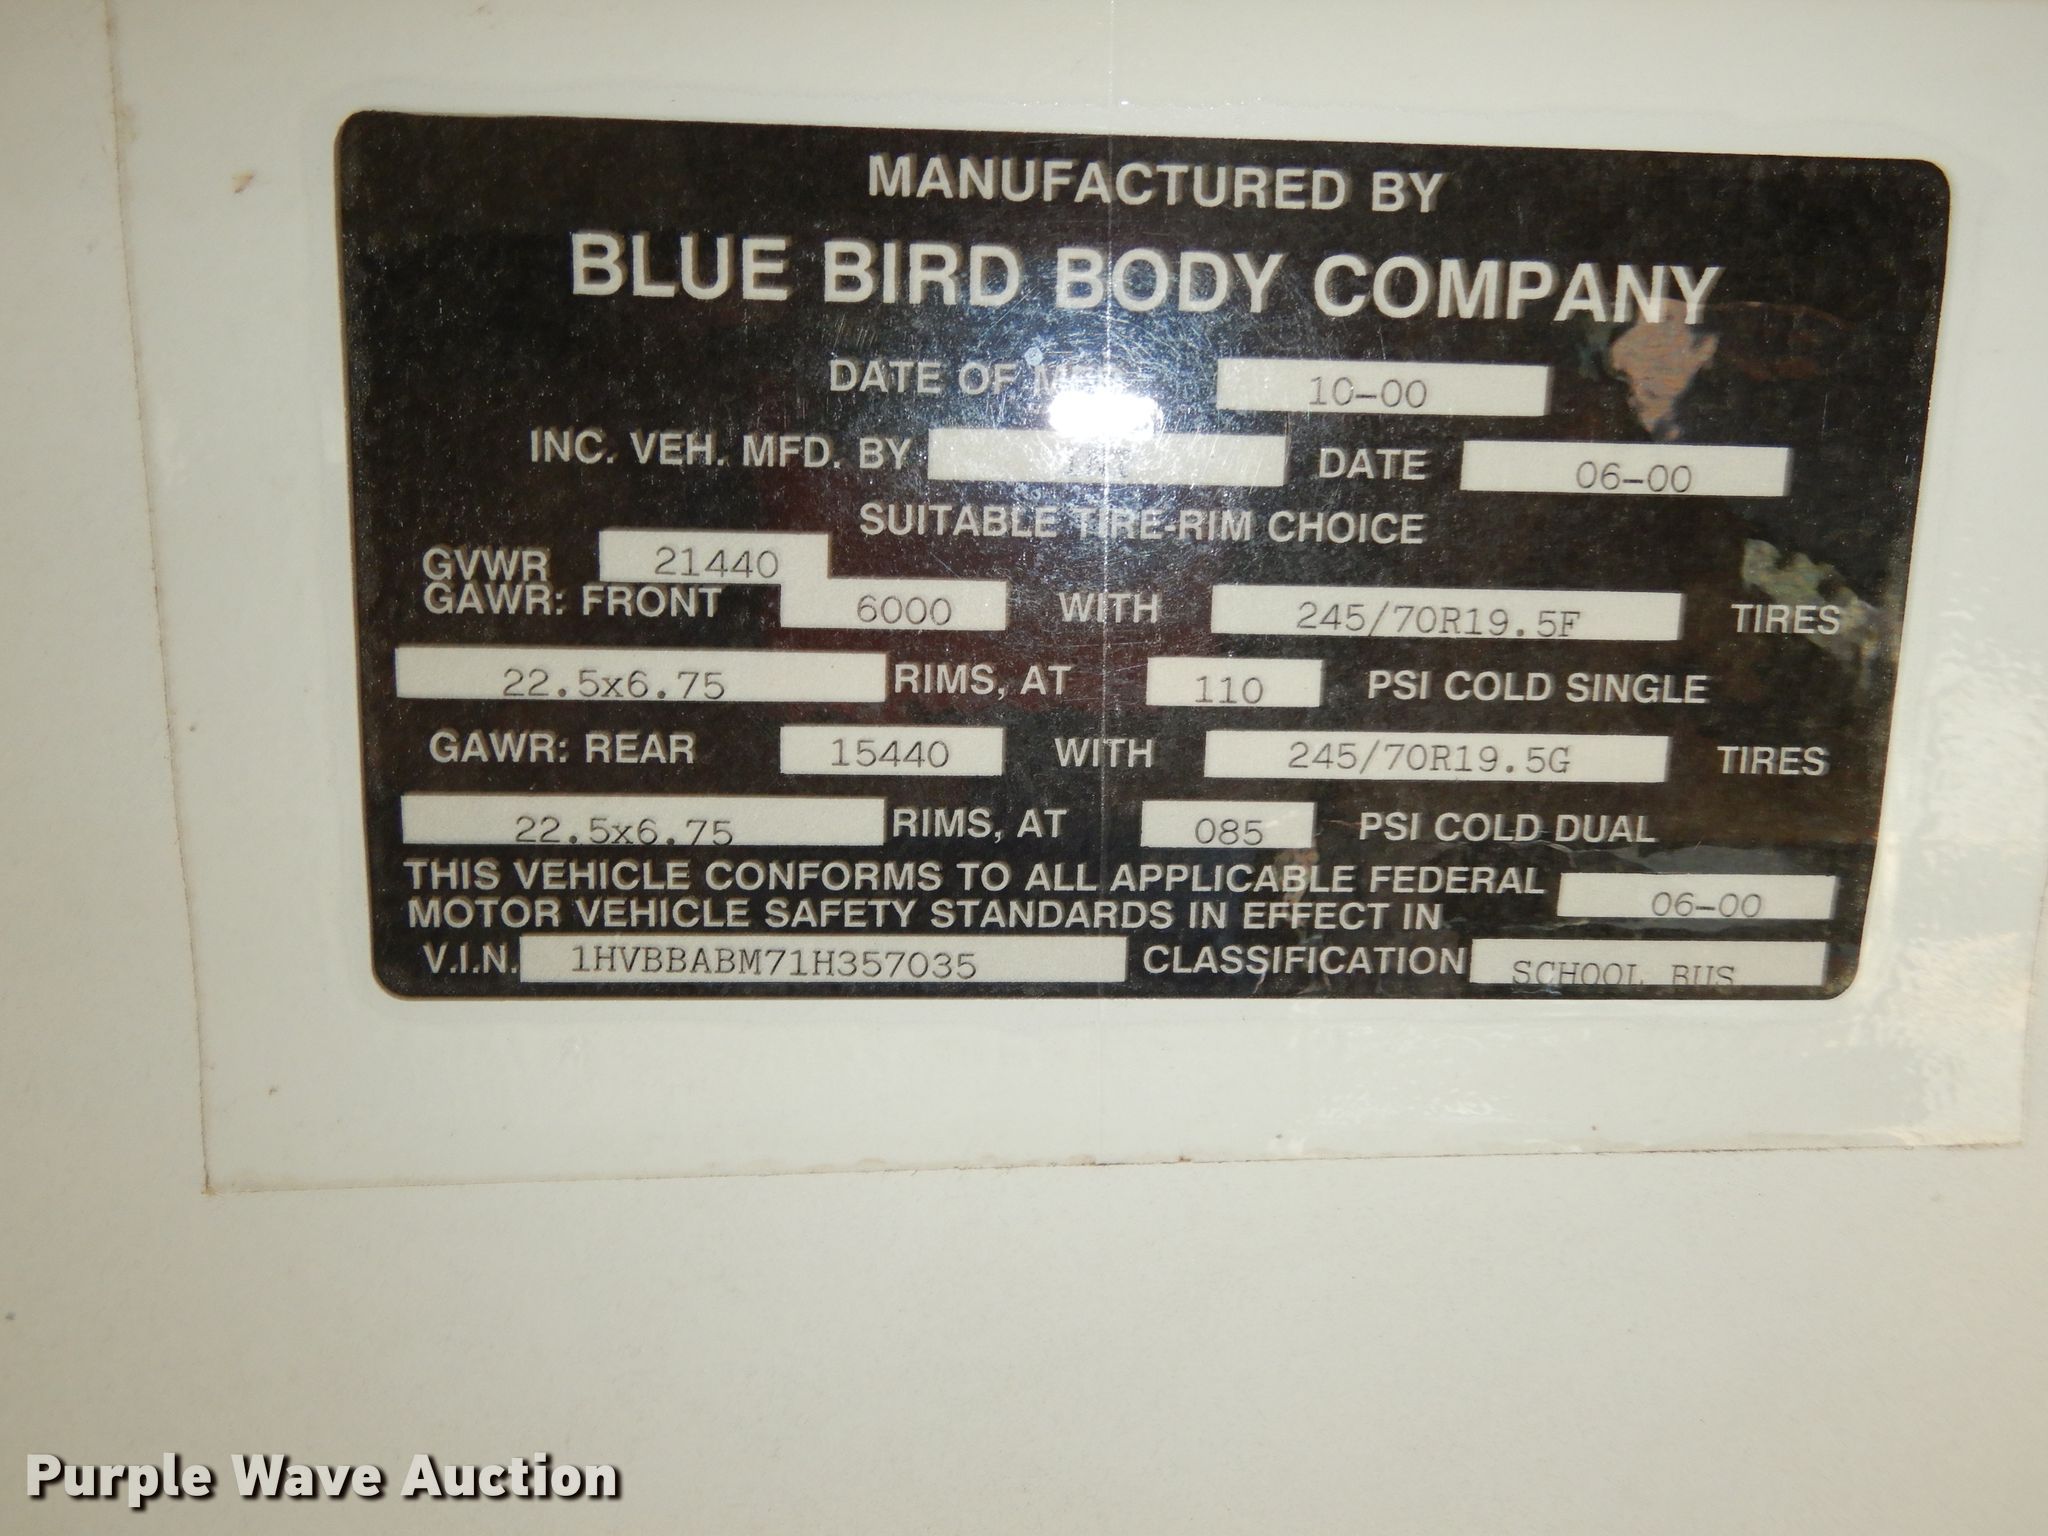 MANUFACTURED BY
BLUE BIRD BODY COMPANY
DATE OF 10-00
INC. VEH. MFD. BY DATE 06-00
SUITABLE TIRE-RIM CHOICE
GVWR 21440
GAWR: FRONT 6000 WITH 245/70R19.5F TIRES
22.5x6.75 RIMS, AT 110 PSI COLD SINGLE
GAWR: REAR 15440 WITH 245/70R19.5G TIRES
22.5x6.75 RIMS, AT 085 PSI COLD DUAL
THIS VEHICLE CONFORMS TO ALL APPLICABLE FEDERAL
MOTOR VEHICLE SAFETY STANDARDS IN EFFECT IN 06-00
V.I.N. 1HVBBABM71H357035 CLASSIFICATION SCHOOL BUS
Purple Wave Auction